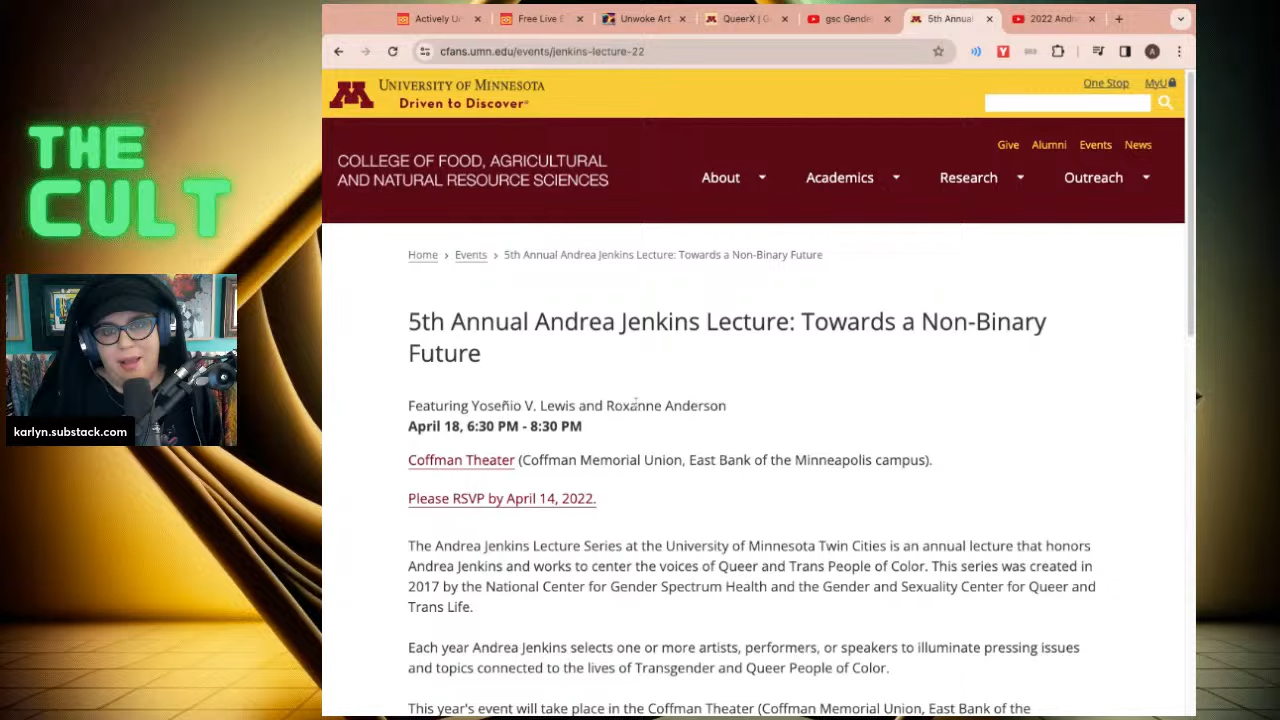 Actively U
Free Live E
Unwoke Art
QueerX | G
gsc Gende
5th Annual
2022 Andr
cfans.umn.edu/events/jenkins-lecture-22
UNIVERSITY OF MINNESOTA
Driven to Discover®
One Stop
MyU
Give
Alumni
Events
News
COLLEGE OF FOOD, AGRICULTURAL
AND NATURAL RESOURCE SCIENCES
About
Academics
Research
Outreach
THE
CULT
karlyn.substack.com
Home › Events › 5th Annual Andrea Jenkins Lecture: Towards a Non-Binary Future
5th Annual Andrea Jenkins Lecture: Towards a Non-Binary
Future
Featuring Yoseñio V. Lewis and Roxanne Anderson
April 18, 6:30 PM - 8:30 PM
Coffman Theater (Coffman Memorial Union, East Bank of the Minneapolis campus).
Please RSVP by April 14, 2022.
The Andrea Jenkins Lecture Series at the University of Minnesota Twin Cities is an annual lecture that honors
Andrea Jenkins and works to center the voices of Queer and Trans People of Color. This series was created in
2017 by the National Center for Gender Spectrum Health and the Gender and Sexuality Center for Queer and
Trans Life.
Each year Andrea Jenkins selects one or more artists, performers, or speakers to illuminate pressing issues
and topics connected to the lives of Transgender and Queer People of Color.
This year's event will take place in the Coffman Theater (Coffman Memorial Union, East Bank of the